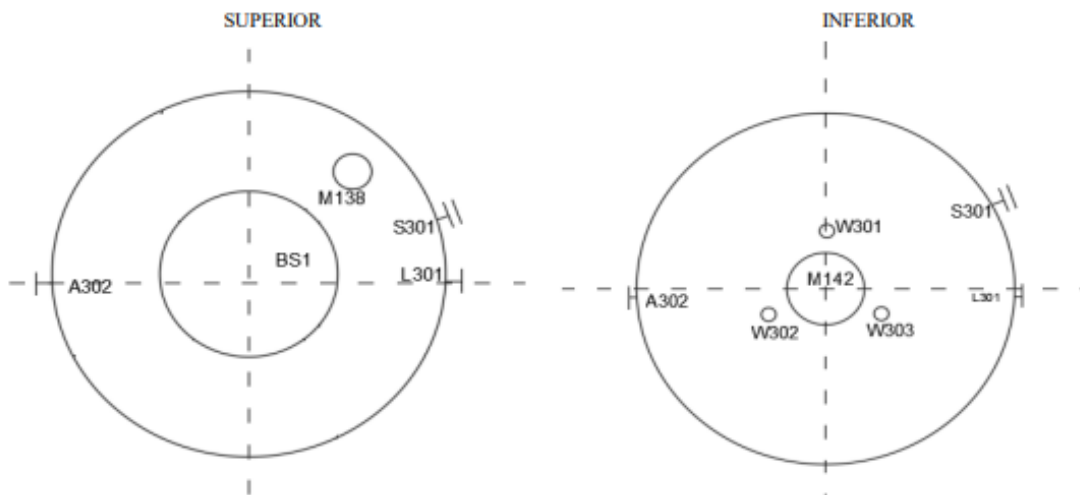 SUPERIOR
M138
S301
BS1
L301
A302
INFERIOR
S301
W301
M142
A302
L301
W302
W303